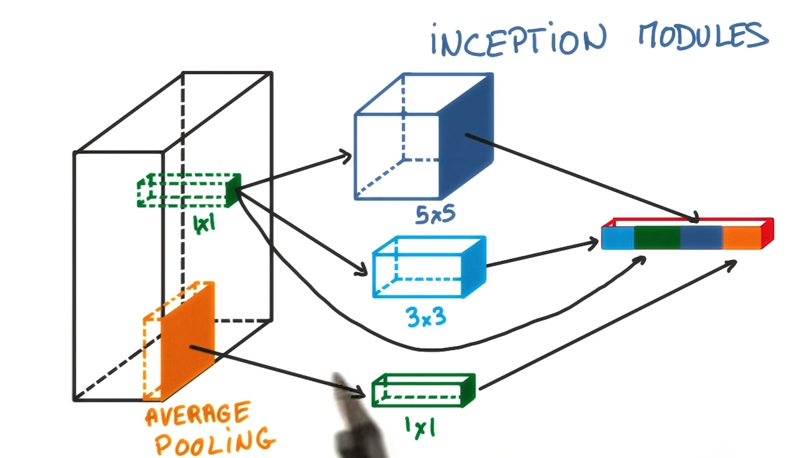 INCEPTION MODULES
1x1
5x5
3x3
AVERAGE
POOLING
1x1